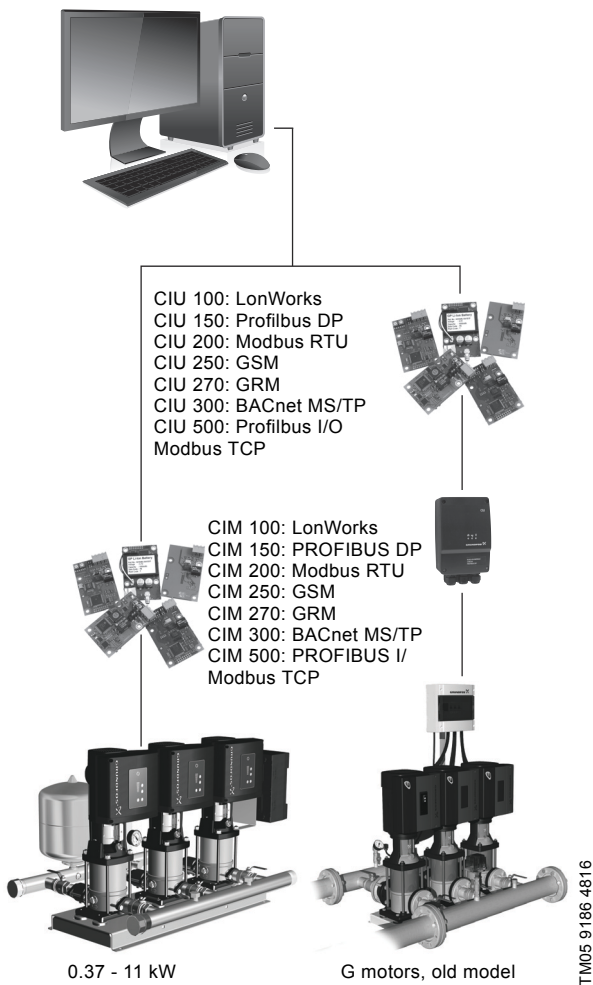 CIU 100: LonWorks
CIU 150: Profilbus DP
CIU 200: Modbus RTU
CIU 250: GSM
CIU 270: GRM
CIU 300: BACnet MS/TP
CIU 500: Profilbus I/O
Modbus TCP
CIM 100: LonWorks
CIM 150: PROFIBUS DP
CIM 200: Modbus RTU
CIM 250: GSM
CIM 270: GRM
CIM 300: BACnet MS/TP
CIM 500: PROFIBUS I/
Modbus TCP
0.37 - 11 kW
G motors, old model
TM05 9186 4816